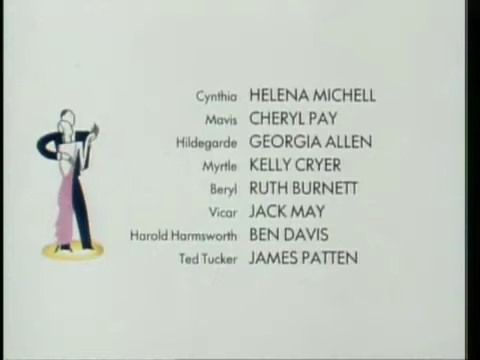 Cynthia HELENA MICHELL
Mavis CHERYL PAY
Hildegarde GEORGIA ALLEN
Myrtle KELLY CRYER
Beryl RUTH BURNETT
Vicar JACK MAY
Harold Harmsworth BEN DAVIS
Ted Tucker JAMES PATTEN